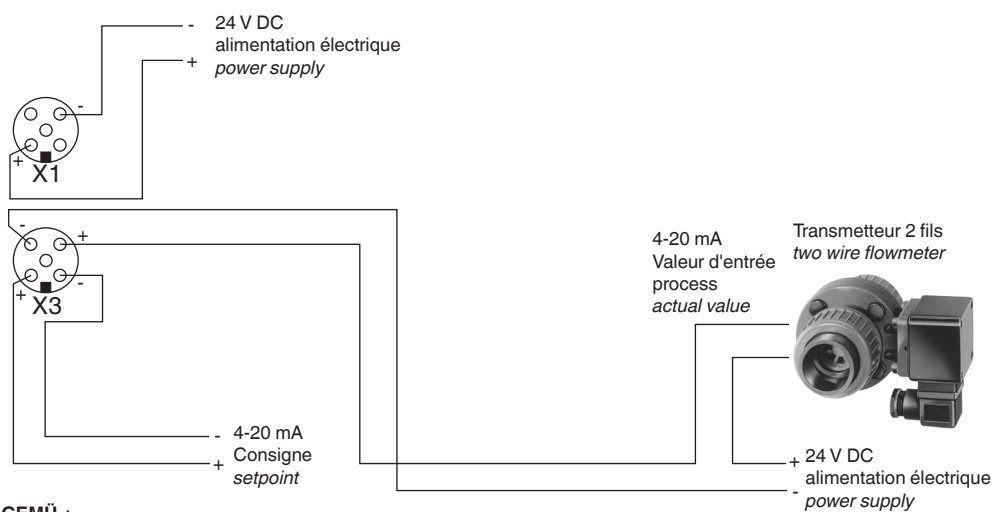 - 24 V DC
alimentation électrique
+ power supply
-
+
X1
-
+
+
-
X3
4-20 mA
Valeur d'entrée
process
actual value
Transmetteur 2 fils
two wire flowmeter
- 4-20 mA
Consigne
+ setpoint
+ 24 V DC
alimentation électrique
- power supply